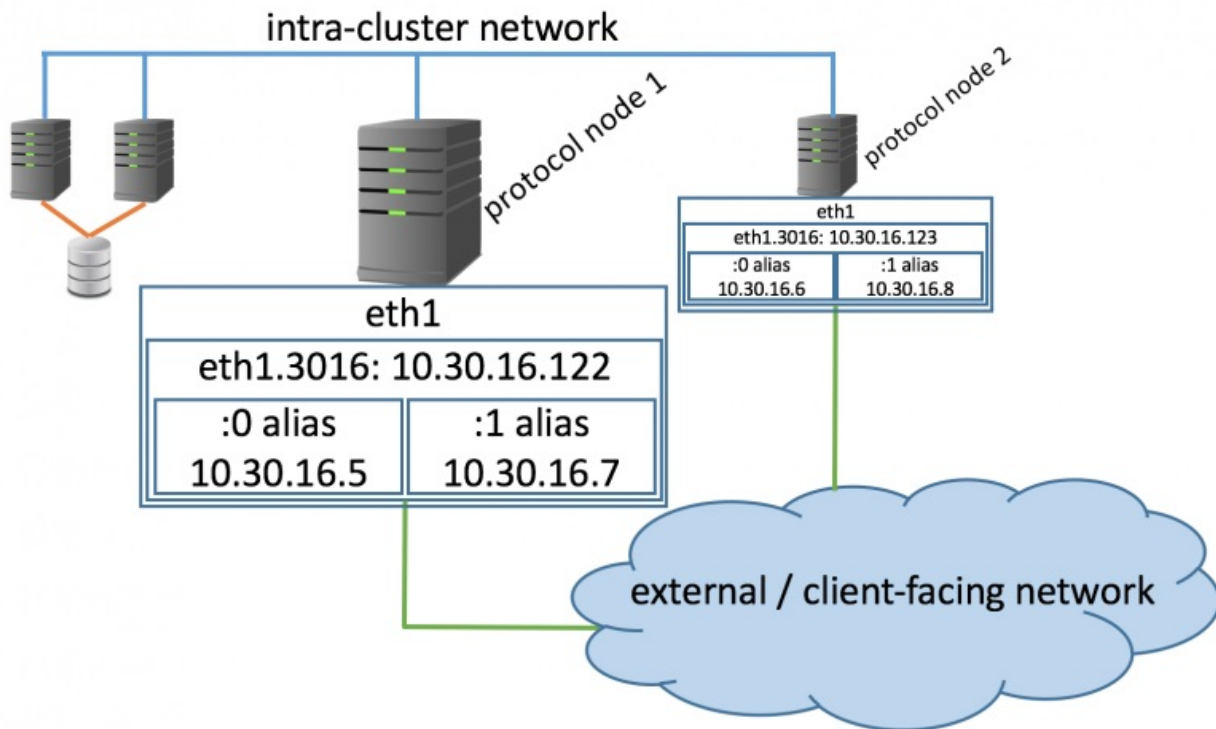 intra-cluster network
protocol node 1
protocol node 2
eth1
eth1.3016: 10.30.16.123
:0 alias
10.30.16.6
:1 alias
10.30.16.8
eth1
eth1.3016: 10.30.16.122
:0 alias
10.30.16.5
:1 alias
10.30.16.7
external / client-facing network